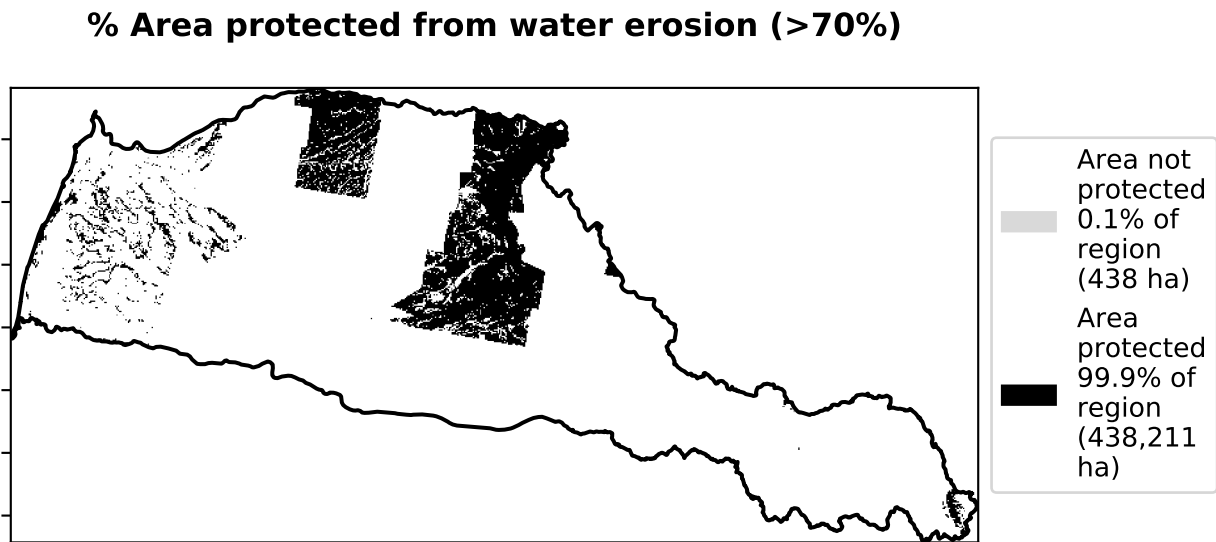 % Area protected from water erosion (>70%)
Area not
protected
0.1% of
region
(438 ha)
Area
protected
99.9% of
region
(438,211
ha)